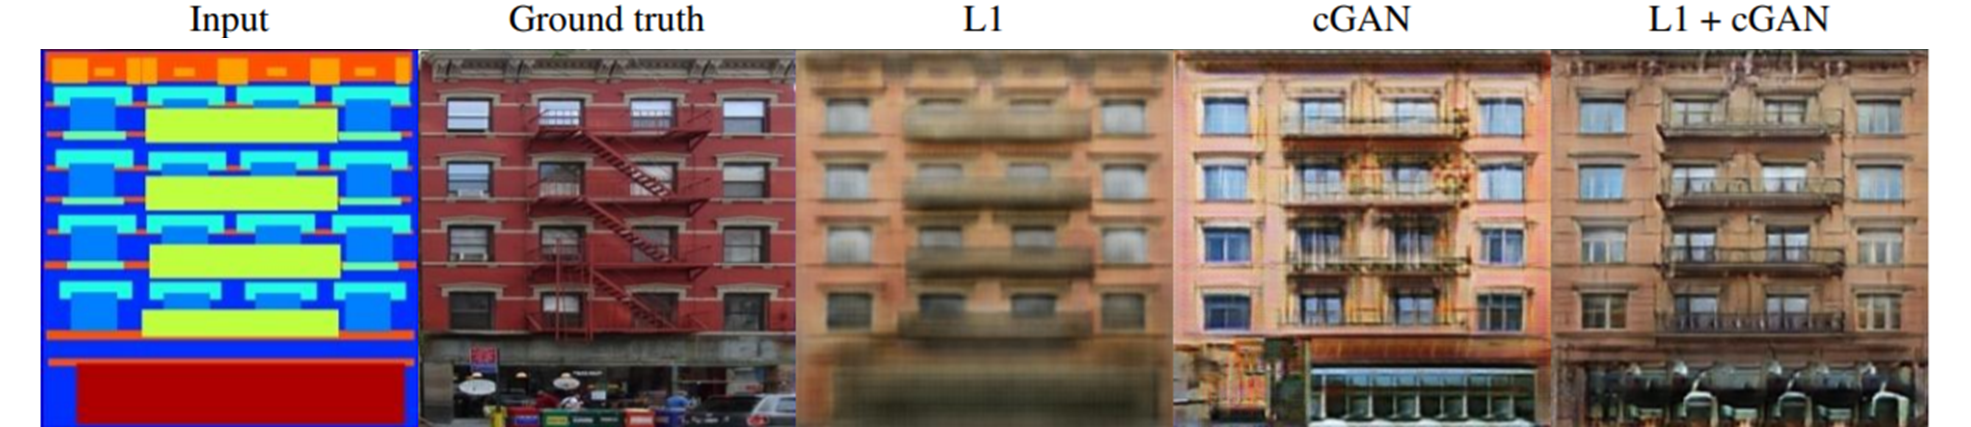 Input
Ground truth
L1
cGAN
L1 + cGAN